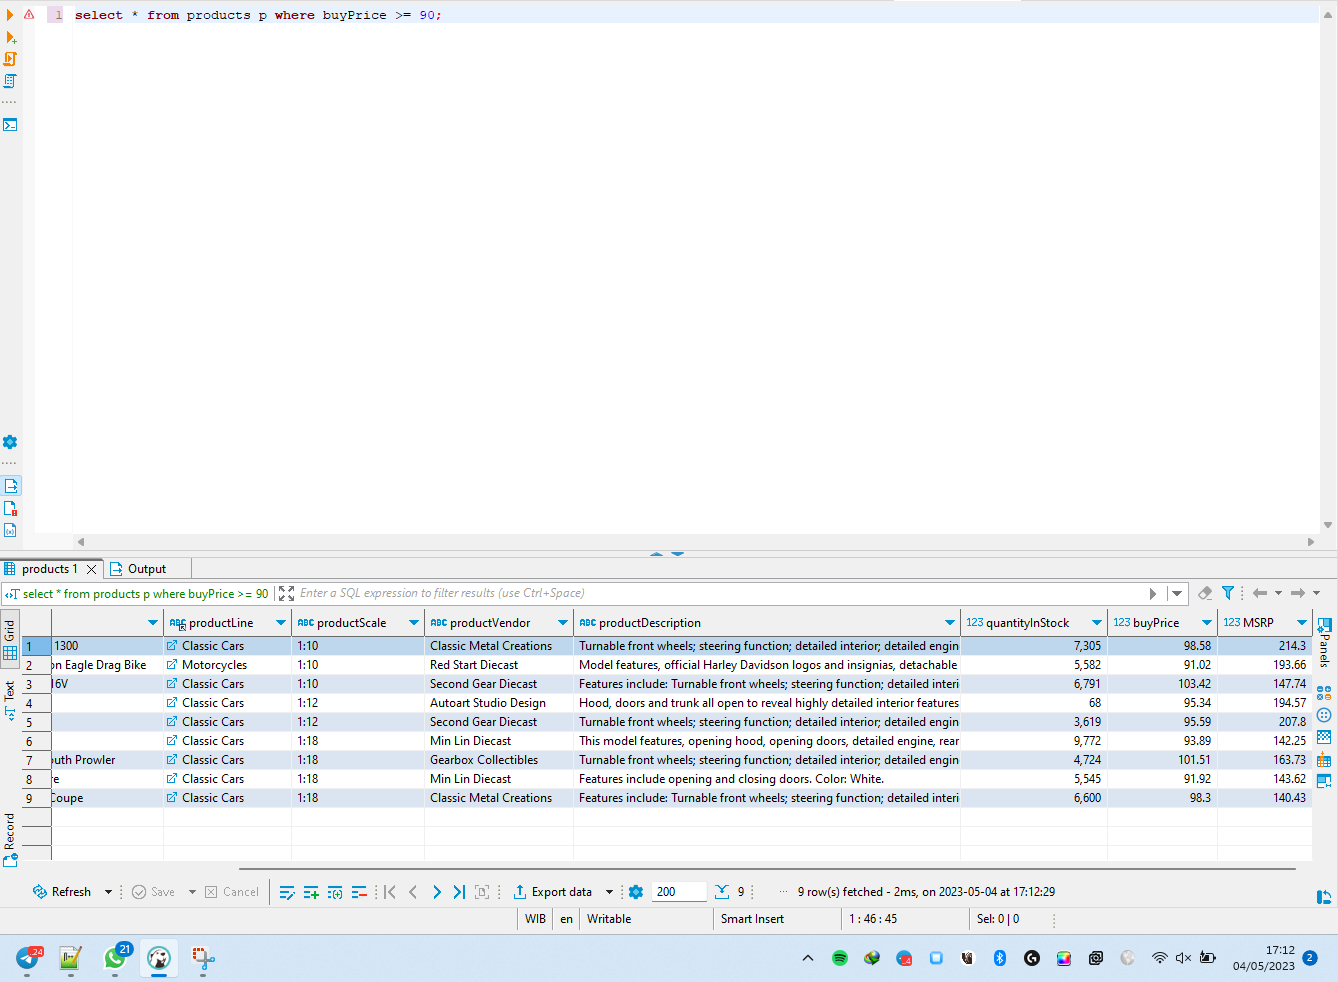 1 select * from products p where buyPrice >= 90;
products 1
Output
select * from products p where buyPrice >= 90
Enter a SQL expression to filter results (use Ctrl+Space)
Grid
Text
Record
Panels
ABC productLine ABC productScale ABC productVendor ABC productDescription 123 quantityInStock 123 buyPrice 123 MSRP
1 1300 Classic Cars 1:10 Classic Metal Creations Turnable front wheels; steering function; detailed interior; detailed engin 7,305 98.58 214.3
2 on Eagle Drag Bike Motorcycles 1:10 Red Start Diecast Model features, official Harley Davidson logos and insignias, detachable 5,582 91.02 193.66
3 16V Classic Cars 1:10 Second Gear Diecast Features include: Turnable front wheels; steering function; detailed interi 6,791 103.42 147.74
4 Classic Cars 1:12 Autoart Studio Design Hood, doors and trunk all open to reveal highly detailed interior features 68 95.34 194.57
5 Classic Cars 1:12 Second Gear Diecast Turnable front wheels; steering function; detailed interior; detailed engin 3,619 95.59 207.8
6 Classic Cars 1:18 Min Lin Diecast This model features, opening hood, opening doors, detailed engine, rear 9,772 93.89 142.25
7 outh Prowler Classic Cars 1:18 Gearbox Collectibles Turnable front wheels; steering function; detailed interior; detailed engin 4,724 101.51 163.73
8 re Classic Cars 1:18 Min Lin Diecast Features include opening and closing doors. Color: White. 5,545 91.92 143.62
9 Coupe Classic Cars 1:18 Classic Metal Creations Features include: Turnable front wheels; steering function; detailed interi 6,600 98.3 140.43
Refresh Save Cancel Export data 200 9 ... 9 row(s) fetched - 2ms, on 2023-05-04 at 17:12:29
WIB en Writable Smart Insert 1 : 46 : 45 Sel: 0 | 0
24 21 17:12
04/05/2023 2